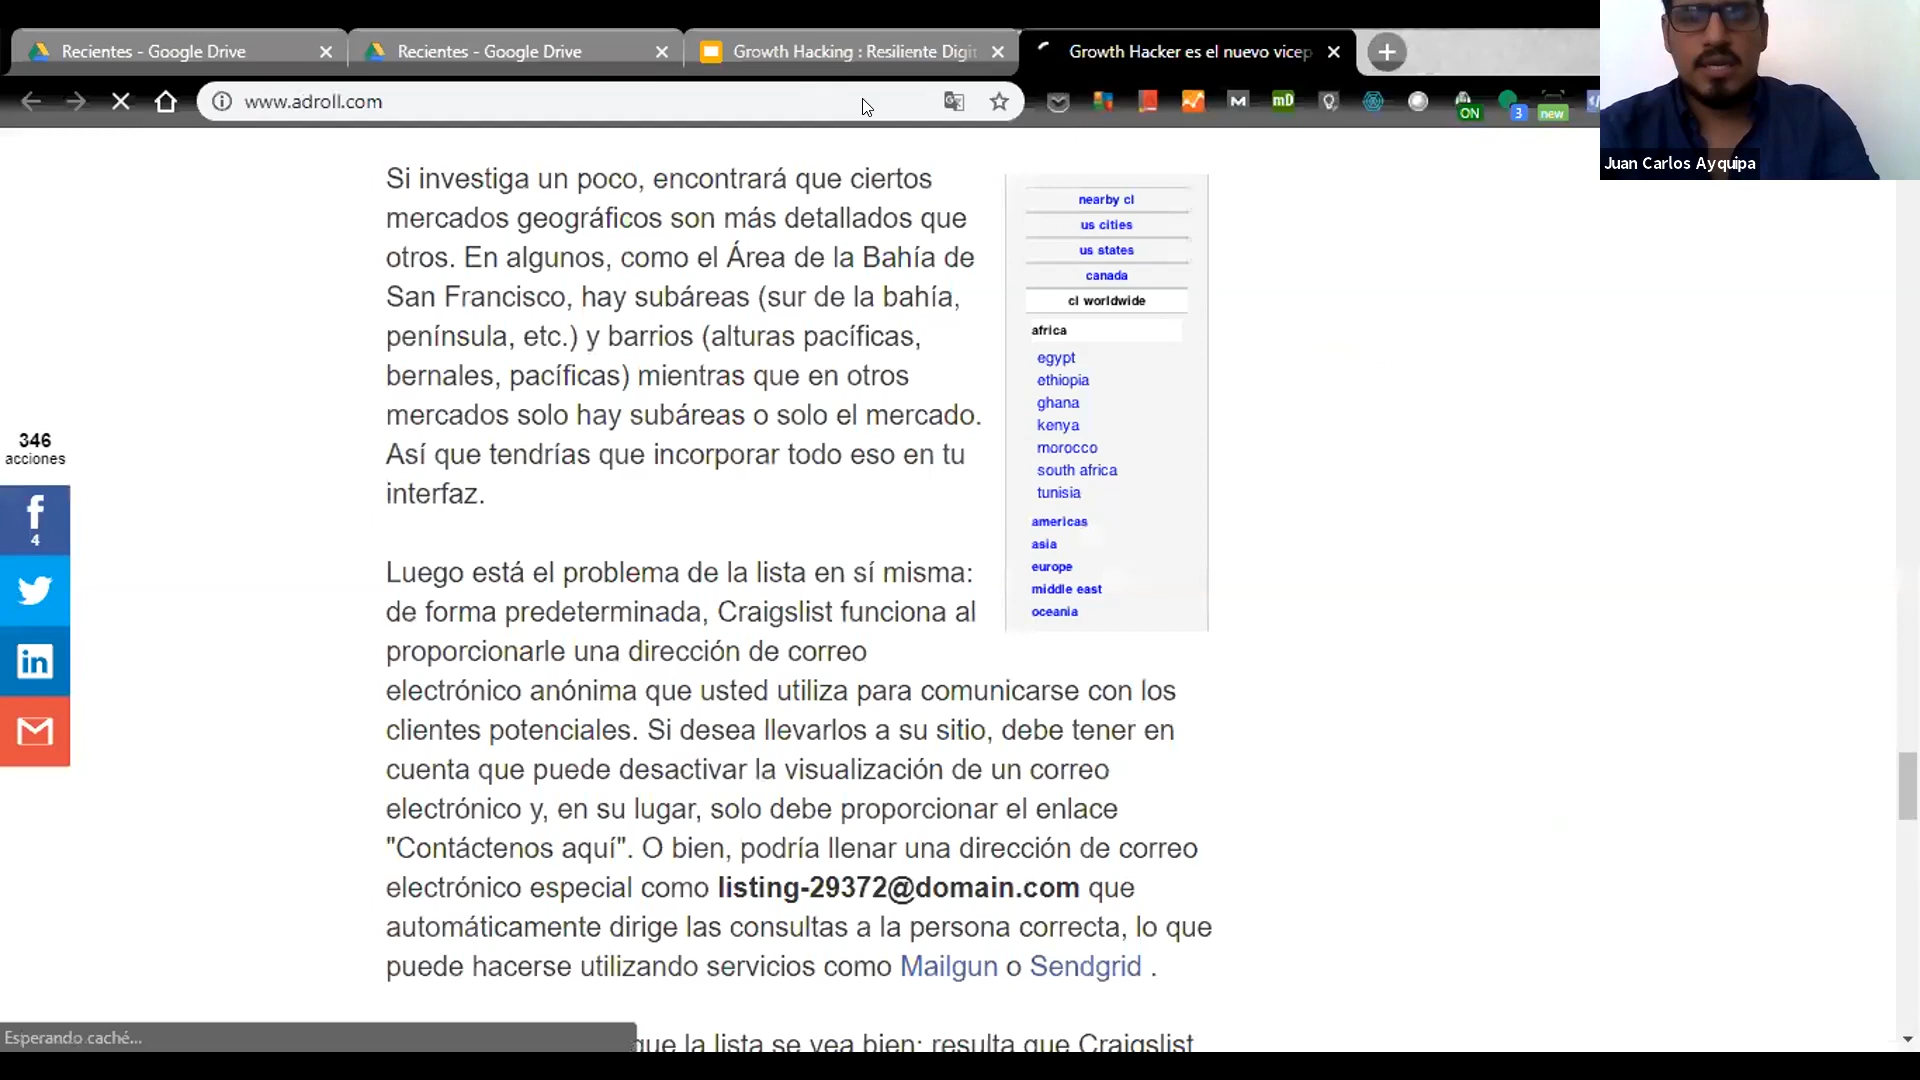 Recientes - Google Drive
Recientes - Google Drive
Growth Hacking : Resiliente Digit
Growth Hacker es el nuevo vicep
www.adroll.com
mD
ON
3
new
Juan Carlos Ayquipa
Si investiga un poco, encontrará que ciertos
mercados geográficos son más detallados que
otros. En algunos, como el Área de la Bahía de
San Francisco, hay subáreas (sur de la bahía,
península, etc.) y barrios (alturas pacíficas,
bernales, pacíficas) mientras que en otros
mercados solo hay subáreas o solo el mercado.
Así que tendrías que incorporar todo eso en tu
interfaz.
nearby cl
us cities
us states
canada
cl worldwide
africa
egypt
ethiopia
ghana
kenya
morocco
south africa
tunisia
americas
asia
europe
middle east
oceania
346
acciones
4
Luego está el problema de la lista en sí misma:
de forma predeterminada, Craigslist funciona al
proporcionarle una dirección de correo
electrónico anónima que usted utiliza para comunicarse con los
clientes potenciales. Si desea llevarlos a su sitio, debe tener en
cuenta que puede desactivar la visualización de un correo
electrónico y, en su lugar, solo debe proporcionar el enlace
"Contáctenos aquí". O bien, podría llenar una dirección de correo
electrónico especial como listing-29372@domain.com que
automáticamente dirige las consultas a la persona correcta, lo que
puede hacerse utilizando servicios como Mailgun o Sendgrid .
que la lista se vea bien: resulta que Craigslist
Esperando caché...